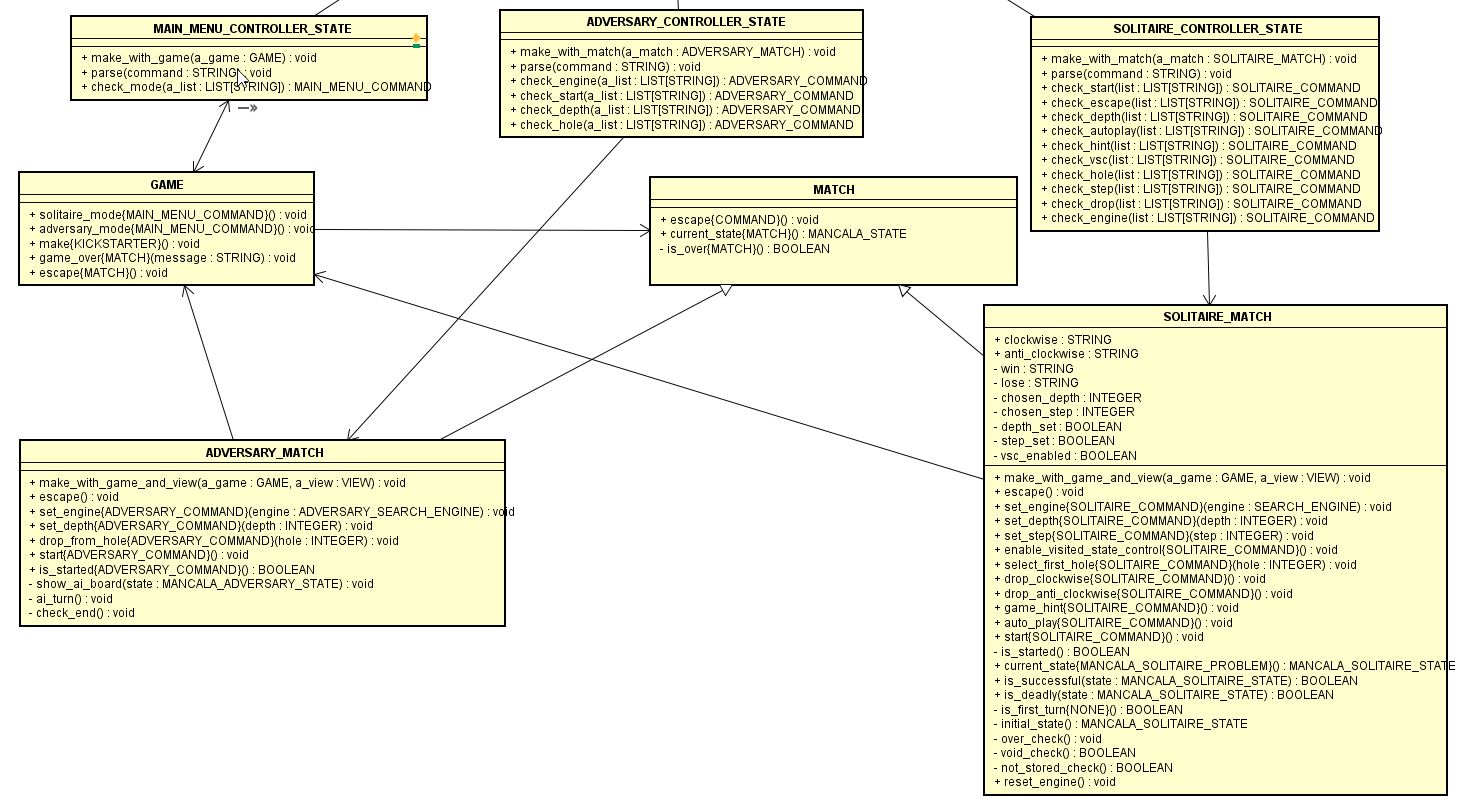 MAIN_MENU_CONTROLLER_STATE
+ make_with_game(a_game : GAME) : void
+ parse(command : STRING) : void
+ check_mode(a_list : LIST[STRING]) : MAIN_MENU_COMMAND
ADVERSARY_CONTROLLER_STATE
+ make_with_match(a_match : ADVERSARY_MATCH) : void
+ parse(command : STRING) : void
+ check_engine(a_list : LIST[STRING]) : ADVERSARY_COMMAND
+ check_start(a_list : LIST[STRING]) : ADVERSARY_COMMAND
+ check_depth(a_list : LIST[STRING]) : ADVERSARY_COMMAND
+ check_hole(a_list : LIST[STRING]) : ADVERSARY_COMMAND
SOLITAIRE_CONTROLLER_STATE
+ make_with_match(a_match : SOLITAIRE_MATCH) : void
+ parse(command : STRING) : void
+ check_start(list : LIST[STRING]) : SOLITAIRE_COMMAND
+ check_escape(list : LIST[STRING]) : SOLITAIRE_COMMAND
+ check_depth(list : LIST[STRING]) : SOLITAIRE_COMMAND
+ check_autoplay(list : LIST[STRING]) : SOLITAIRE_COMMAND
+ check_hint(list : LIST[STRING]) : SOLITAIRE_COMMAND
+ check_vsc(list : LIST[STRING]) : SOLITAIRE_COMMAND
+ check_hole(list : LIST[STRING]) : SOLITAIRE_COMMAND
+ check_step(list : LIST[STRING]) : SOLITAIRE_COMMAND
+ check_drop(list : LIST[STRING]) : SOLITAIRE_COMMAND
+ check_engine(list : LIST[STRING]) : SOLITAIRE_COMMAND
GAME
+ solitaire_mode{MAIN_MENU_COMMAND}() : void
+ adversary_mode{MAIN_MENU_COMMAND}() : void
+ make{KICKSTARTER}() : void
+ game_over{MATCH}(message : STRING) : void
+ escape{MATCH}() : void
MATCH
+ escape{COMMAND}() : void
+ current_state{MATCH}() : MANCALA_STATE
- is_over{MATCH}() : BOOLEAN
ADVERSARY_MATCH
+ make_with_game_and_view(a_game : GAME, a_view : VIEW) : void
+ escape() : void
+ set_engine{ADVERSARY_COMMAND}(engine : ADVERSARY_SEARCH_ENGINE) : void
+ set_depth{ADVERSARY_COMMAND}(depth : INTEGER) : void
+ drop_from_hole{ADVERSARY_COMMAND}(hole : INTEGER) : void
+ start{ADVERSARY_COMMAND}() : void
+ is_started{ADVERSARY_COMMAND}() : BOOLEAN
- show_ai_board(state : MANCALA_ADVERSARY_STATE) : void
- ai_turn() : void
- check_end() : void
SOLITAIRE_MATCH
+ clockwise : STRING
+ anti_clockwise : STRING
- win : STRING
- lose : STRING
- chosen_depth : INTEGER
- chosen_step : INTEGER
- depth_set : BOOLEAN
- step_set : BOOLEAN
- vsc_enabled : BOOLEAN
+ make_with_game_and_view(a_game : GAME, a_view : VIEW) : void
+ escape() : void
+ set_engine{SOLITAIRE_COMMAND}(engine : SEARCH_ENGINE) : void
+ set_depth{SOLITAIRE_COMMAND}(depth : INTEGER) : void
+ set_step{SOLITAIRE_COMMAND}(step : INTEGER) : void
+ enable_visited_state_control{SOLITAIRE_COMMAND}() : void
+ select_first_hole{SOLITAIRE_COMMAND}(hole : INTEGER) : void
+ drop_clockwise{SOLITAIRE_COMMAND}() : void
+ drop_anti_clockwise{SOLITAIRE_COMMAND}() : void
+ game_hint{SOLITAIRE_COMMAND}() : void
+ auto_play{SOLITAIRE_COMMAND}() : void
+ start{SOLITAIRE_COMMAND}() : void
- is_started() : BOOLEAN
+ current_state{MANCALA_SOLITAIRE_PROBLEM}() : MANCALA_SOLITAIRE_STATE
+ is_successful(state : MANCALA_SOLITAIRE_STATE) : BOOLEAN
+ is_deadly(state : MANCALA_SOLITAIRE_STATE) : BOOLEAN
- is_first_turn{NONE}() : BOOLEAN
- initial_state() : MANCALA_SOLITAIRE_STATE
- over_check() : void
- void_check() : BOOLEAN
- not_stored_check() : BOOLEAN
+ reset_engine() : void